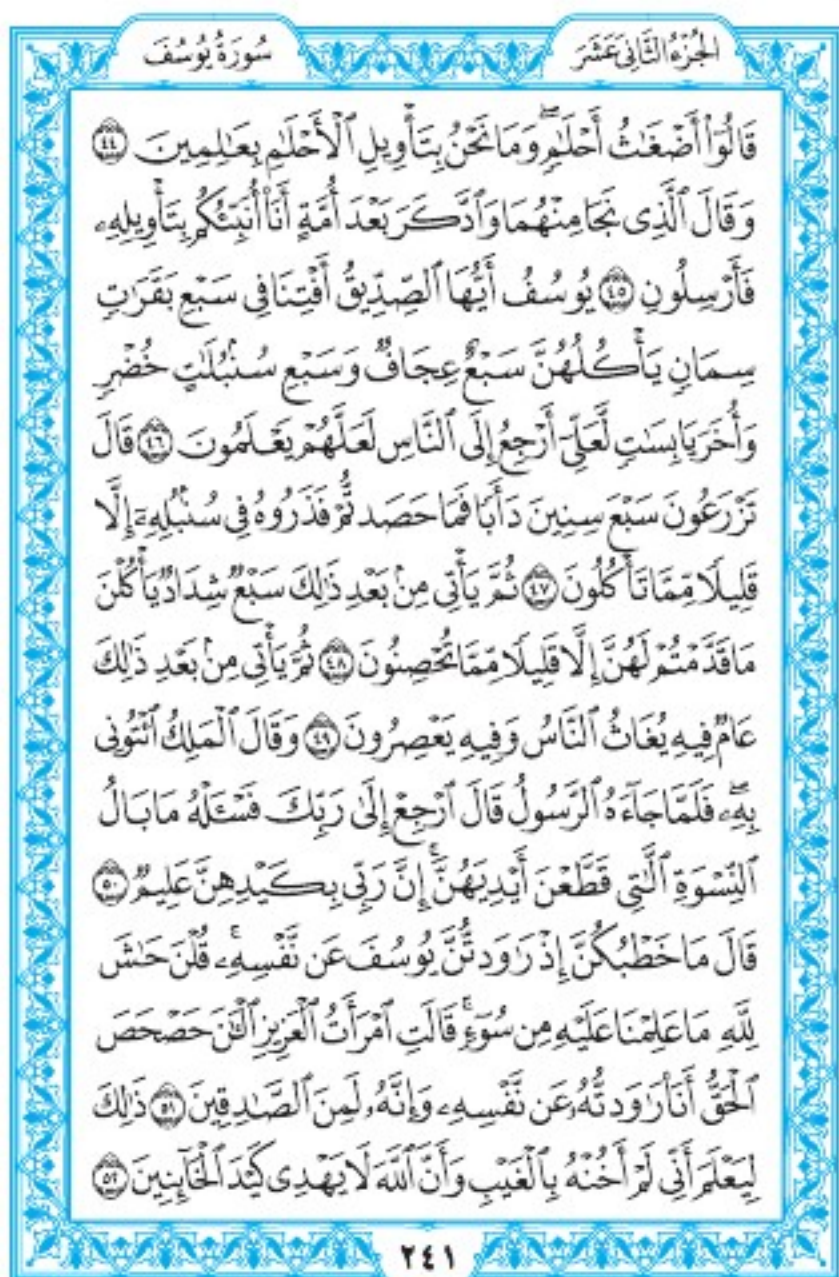 الجُزْءُ الثَّانِيَ عَشَرَ
سُورَةُ يُوسُفَ
قَالُوٓاْ أَضْغَٰثُ أَحْلَٰمٖۖ وَمَا نَحْنُ بِتَأْوِيلِ ٱلْأَحْلَٰمِ بِعَٰلِمِينَ ٤٤
وَقَالَ ٱلَّذِي نَجَا مِنْهُمَا وَٱدَّكَرَ بَعْدَ أُمَّةٍ أَنَا۠ أُنَبِّئُكُم بِتَأْوِيلِهِۦ
فَأَرْسِلُونِ ٤٥ يُوسُفُ أَيُّهَا ٱلصِّدِّيقُ أَفْتِنَا فِي سَبْعِ بَقَرَٰتٖ
سِمَانٖ يَأْكُلُهُنَّ سَبْعٌ عِجَافٞ وَسَبْعِ سُنۢبُلَٰتٍ خُضْرٖ
وَأُخَرَ يَابِسَٰتٖ لَّعَلِّيٓ أَرْجِعُ إِلَى ٱلنَّاسِ لَعَلَّهُمْ يَعْلَمُونَ ٤٦ قَالَ
تَزْرَعُونَ سَبْعَ سِنِينَ دَأَبٗا فَمَا حَصَدتُّمْ فَذَرُوهُ فِي سُنۢبُلِهِۦٓ إِلَّا
قَلِيلٗا مِّمَّا تَأْكُلُونَ ٤٧ ثُمَّ يَأْتِي مِنۢ بَعْدِ ذَٰلِكَ سَبْعٞ شِدَادٞ يَأْكُلْنَ
مَا قَدَّمْتُمْ لَهُنَّ إِلَّا قَلِيلٗا مِّمَّا تُحْصِنُونَ ٤٨ ثُمَّ يَأْتِي مِنۢ بَعْدِ ذَٰلِكَ
عَامٞ فِيهِ يُغَاثُ ٱلنَّاسُ وَفِيهِ يَعْصِرُونَ ٤٩ وَقَالَ ٱلْمَلِكُ ٱئْتُونِي
بِهِۦۖ فَلَمَّا جَآءَهُ ٱلرَّسُولُ قَالَ ٱرْجِعْ إِلَىٰ رَبِّكَ فَسْـَٔلْهُ مَا بَالُ
ٱلنِّسْوَةِ ٱلَّٰتِي قَطَّعْنَ أَيْدِيَهُنَّۚ إِنَّ رَبِّي بِكَيْدِهِنَّ عَلِيمٞ ٥٠
قَالَ مَا خَطْبُكُنَّ إِذْ رَٰوَدتُّنَّ يُوسُفَ عَن نَّفْسِهِۦۚ قُلْنَ حَٰشَ
لِلَّهِ مَا عَلِمْنَا عَلَيْهِ مِن سُوٓءٖۚ قَالَتِ ٱمْرَأَتُ ٱلْعَزِيزِ ٱلْـَٰٔنَ حَصْحَصَ
ٱلْحَقُّ أَنَا۠ رَٰوَدتُّهُۥ عَن نَّفْسِهِۦ وَإِنَّهُۥ لَمِنَ ٱلصَّٰدِقِينَ ٥١ ذَٰلِكَ
لِيَعْلَمَ أَنِّي لَمْ أَخُنْهُ بِٱلْغَيْبِ وَأَنَّ ٱللَّهَ لَا يَهْدِي كَيْدَ ٱلْخَآئِنِينَ ٥٢
٢٤١